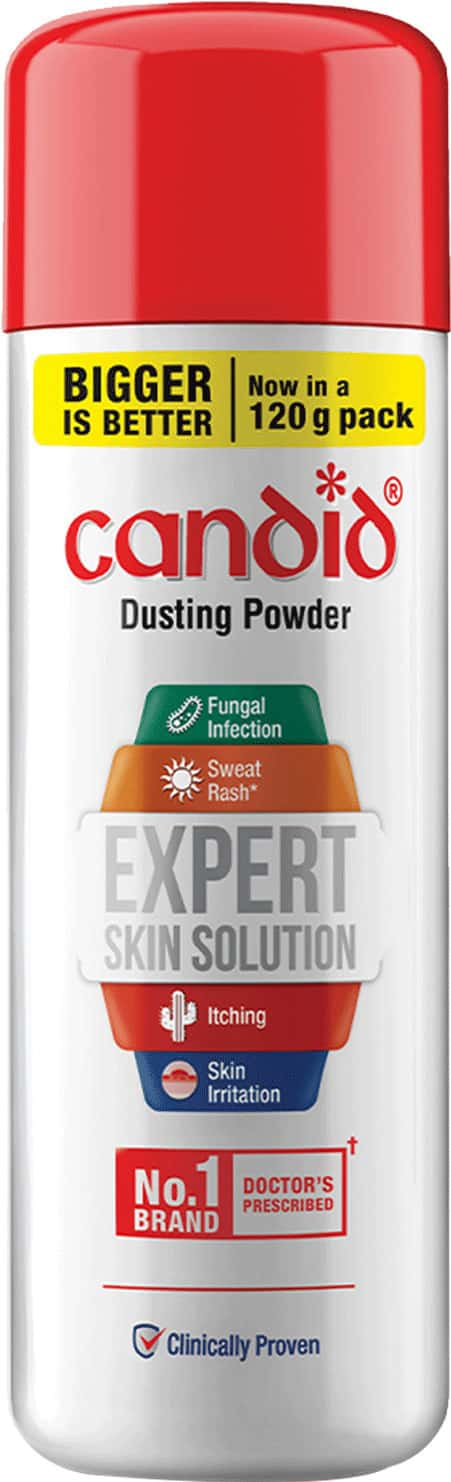 BIGGER
IS BETTER
Now in a
120 g pack
candid®
Dusting Powder
Fungal
Infection
Sweat
Rash*
EXPERT
SKIN SOLUTION
Itching
Skin
Irritation
No.1
BRAND
DOCTOR'S
PRESCRIBED
†
Clinically Proven